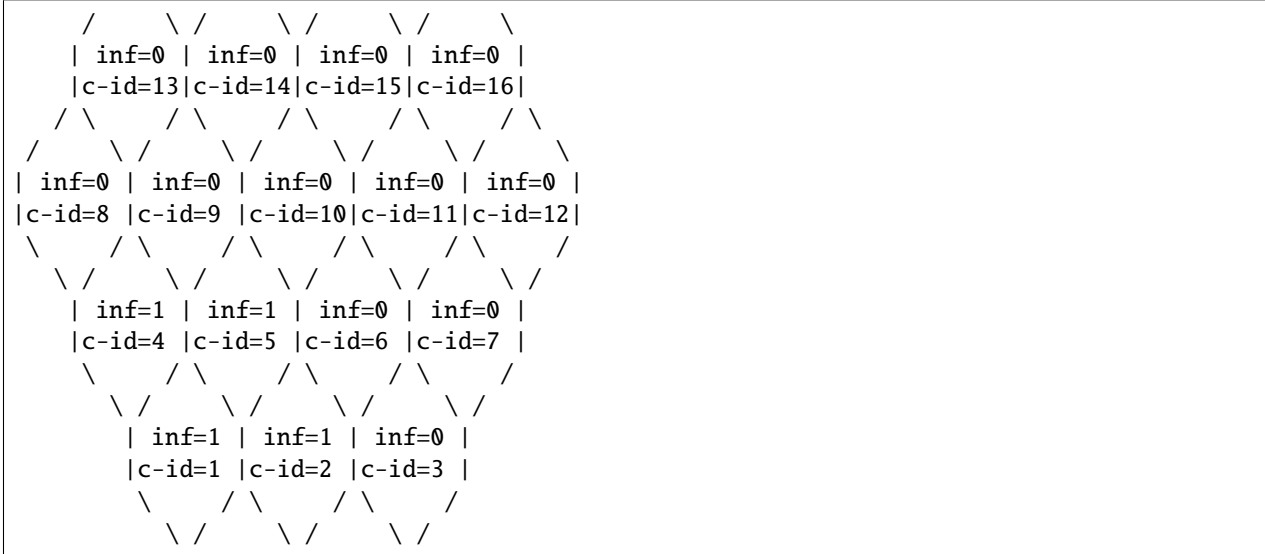 / \ / \ / \ / \
| inf=0 | inf=0 | inf=0 | inf=0 |
|c-id=13|c-id=14|c-id=15|c-id=16|
/ \ / \ / \ / \ / \
/ \ / \ / \ / \ / \
| inf=0 | inf=0 | inf=0 | inf=0 | inf=0 |
|c-id=8 |c-id=9 |c-id=10|c-id=11|c-id=12|
\ / \ / \ / \ / \ /
\ / \ / \ / \ / \ /
| inf=1 | inf=1 | inf=0 | inf=0 |
|c-id=4 |c-id=5 |c-id=6 |c-id=7 |
\ / \ / \ / \ /
\ / \ / \ / \ /
| inf=1 | inf=1 | inf=0 |
|c-id=1 |c-id=2 |c-id=3 |
\ / \ / \ /
\ / \ / \ /